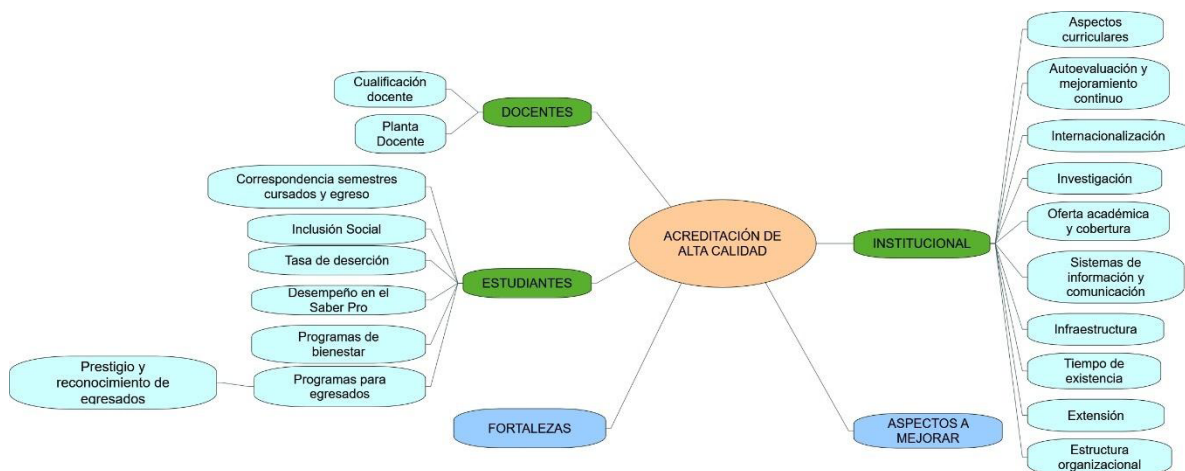 Cualificación
docente
Planta
Docente
DOCENTES
Correspondencia semestres
cursados y egreso
Inclusión Social
Tasa de deserción
Desempeño en el
Saber Pro
Programas de
bienestar
Programas para
egresados
Prestigio y
reconocimiento de
egresados
ESTUDIANTES
FORTALEZAS
ACREDITACIÓN DE
ALTA CALIDAD
INSTITUCIONAL
ASPECTOS A
MEJORAR
Aspectos
curriculares
Autoevaluación y
mejoramiento
continuo
Internacionalización
Investigación
Oferta académica
y cobertura
Sistemas de
información y
comunicación
Infraestructura
Tiempo de
existencia
Extensión
Estructura
organizacional